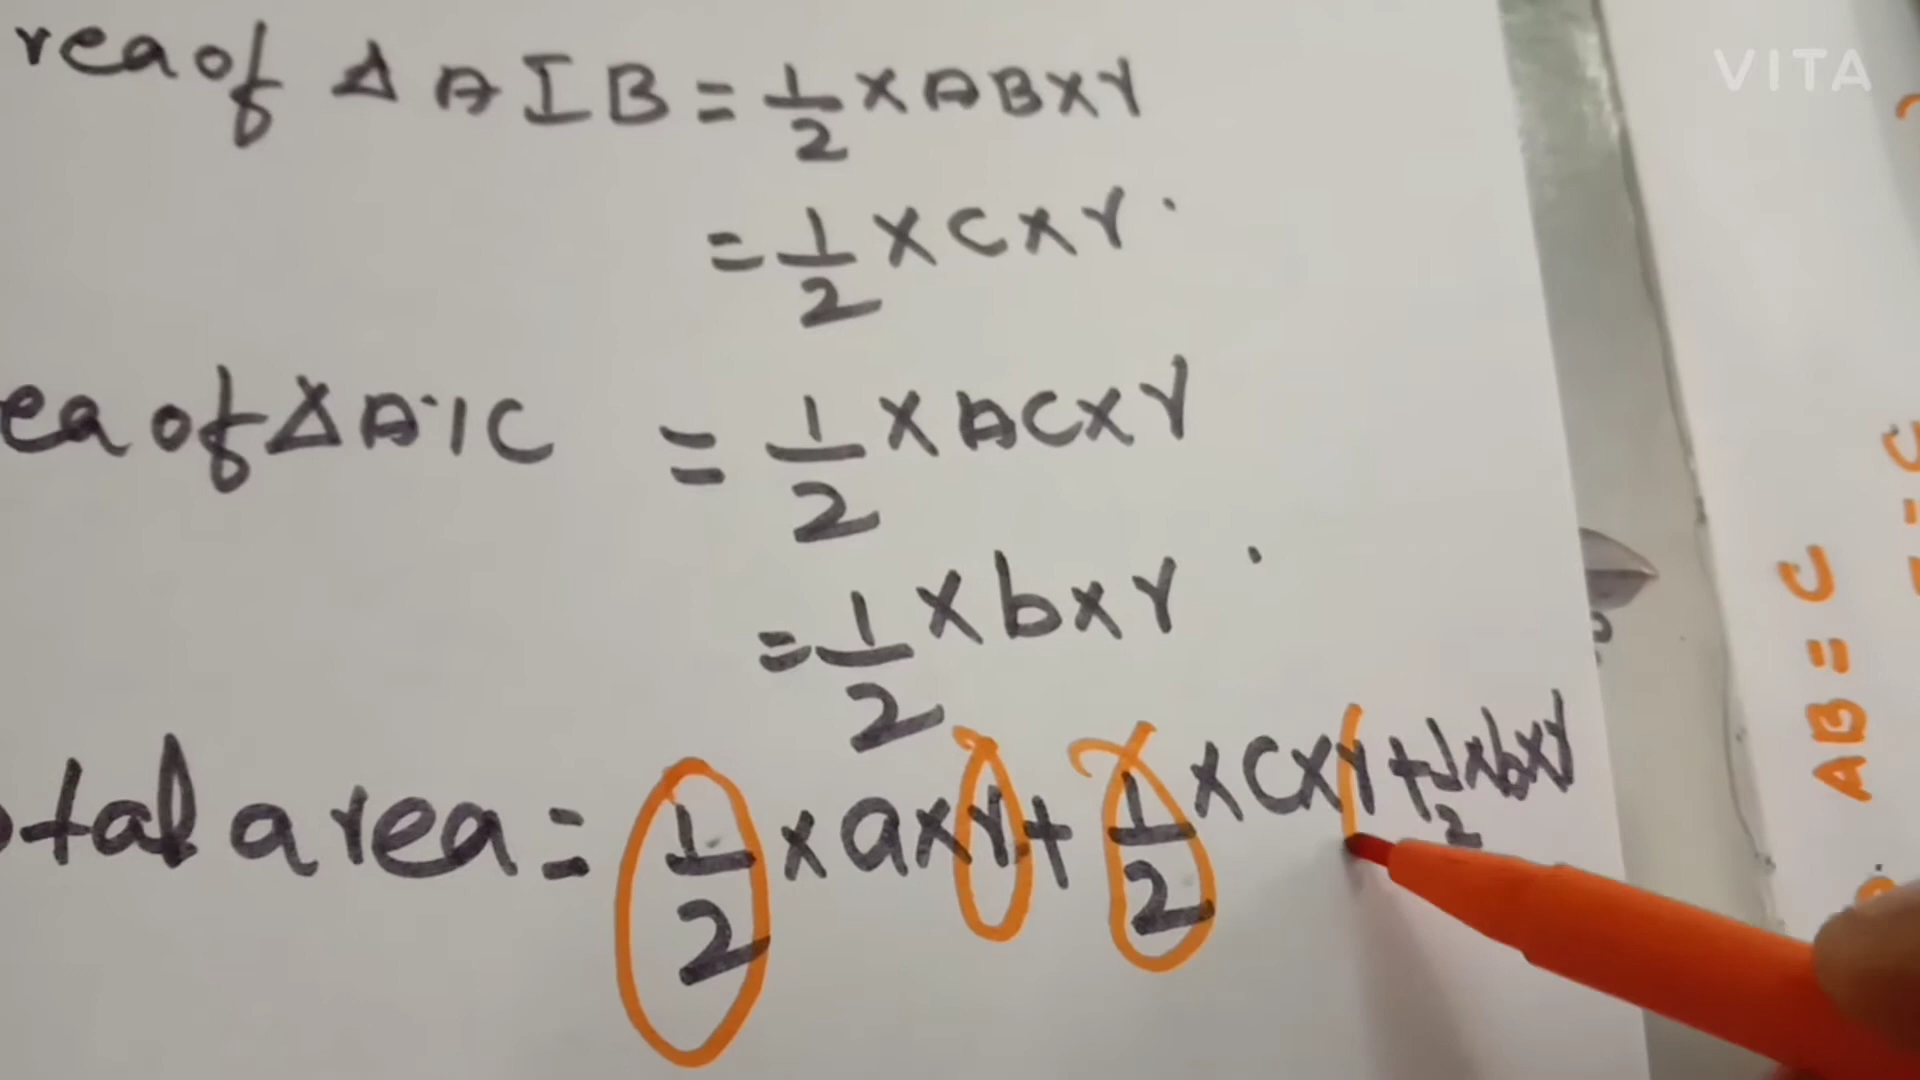 VITA
rea of Δ AIB = 1/2 × AB × r
= 1/2 × c × r .
ea of Δ AIC = 1/2 × AC × r
= 1/2 × b × r .
otal area = 1/2 × a × r + 1/2 × c × r + 1/2 × b × r
AB = C
= C